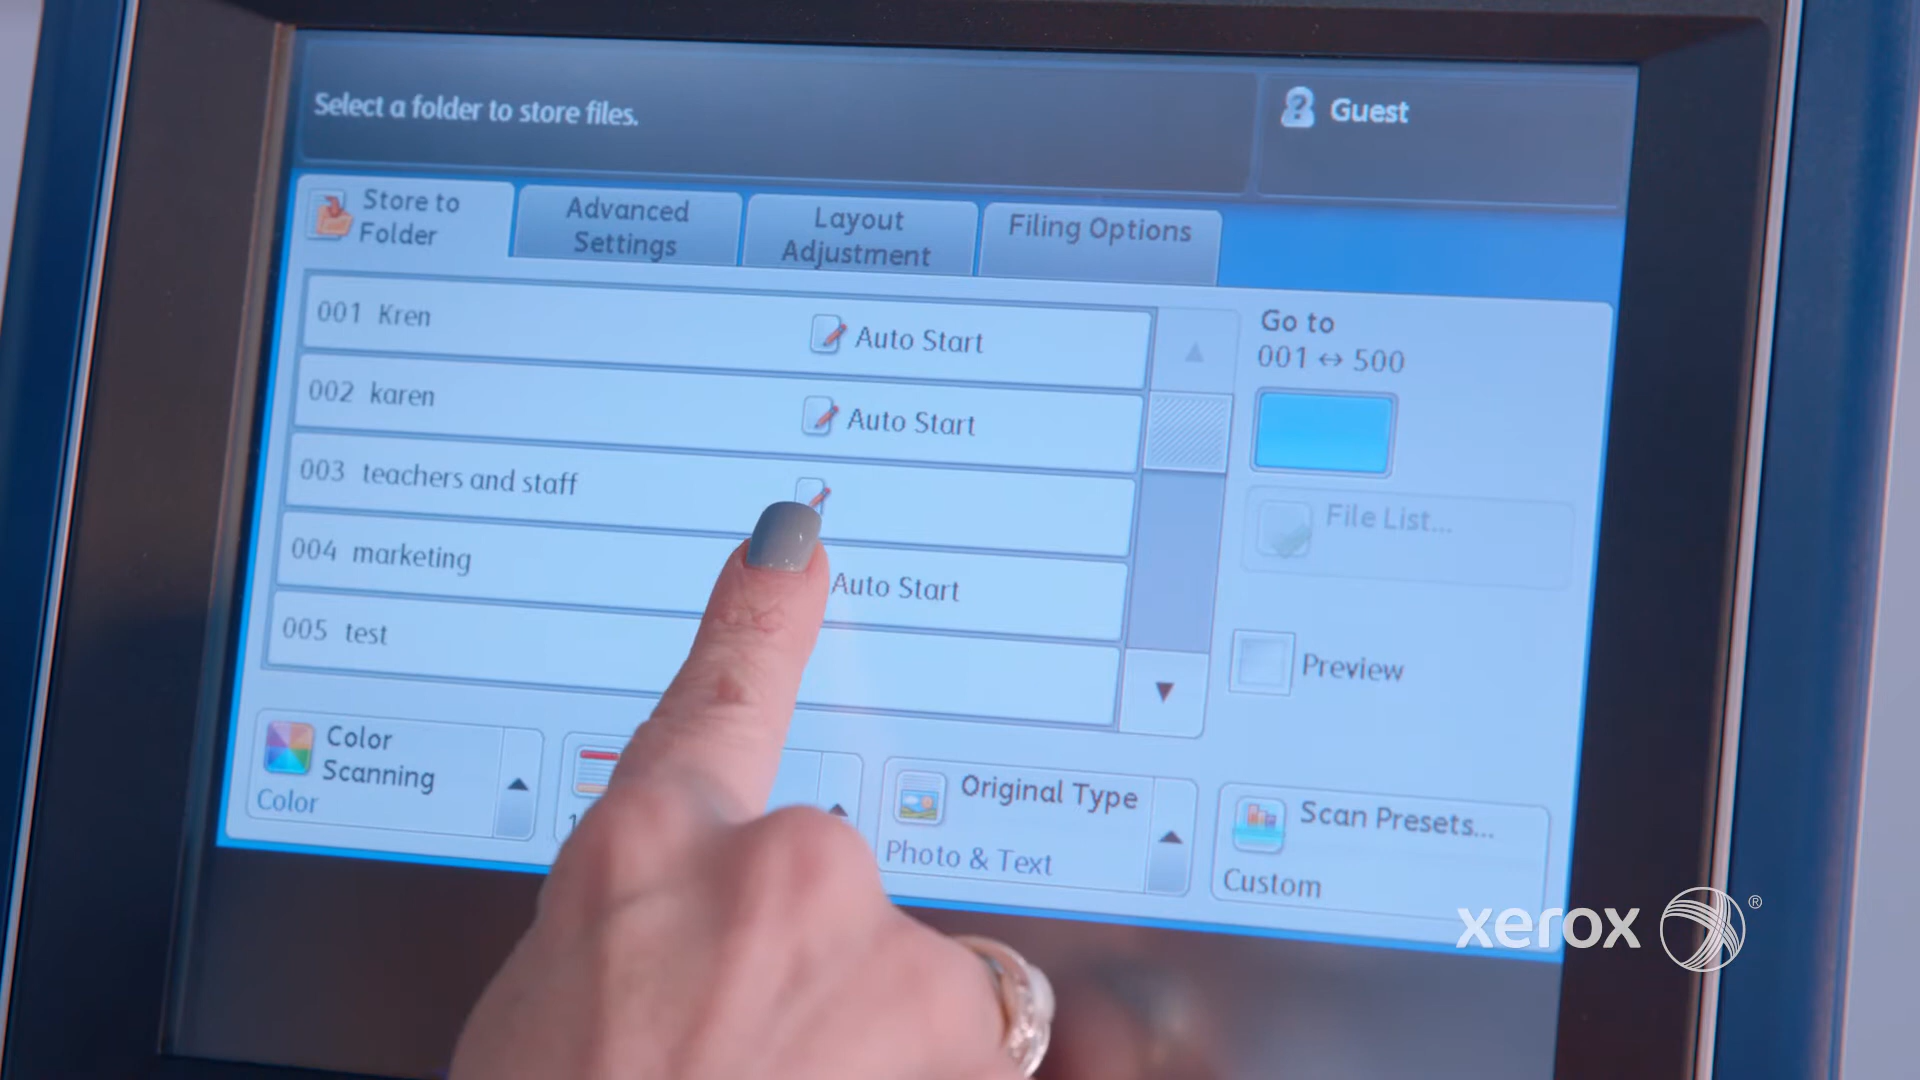 Select a folder to store files.
Guest
Store to
Folder
Advanced
Settings
Layout
Adjustment
Filing Options
001 Kren
Auto Start
002 karen
Auto Start
003 teachers and staff
004 marketing
Auto Start
005 test
Go to
001 ↔ 500
File List...
Preview
Color
Scanning
Color
Original Type
Photo & Text
Scan Presets...
Custom
xerox ®